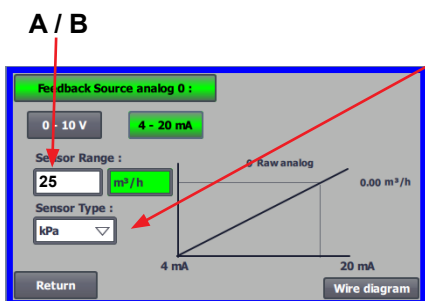 A / B
Feedback Source analog 0 :
0 - 10 V
4 - 20 mA
Sensor Range :
25
m³/h
Sensor Type :
kPa
0 Raw analog
0.00 m³/h
4 mA
20 mA
Return
Wire diagram